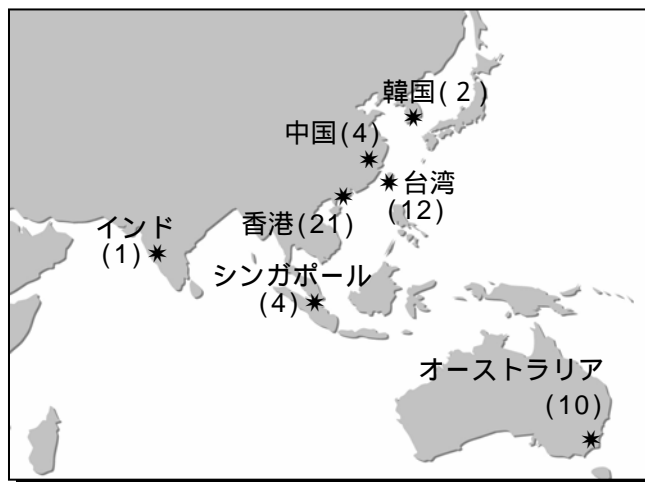 韓国(2)
中国(4)
台湾
(12)
香港(21)
インド
(1)
シンガポール
(4)
オーストラリア
(10)